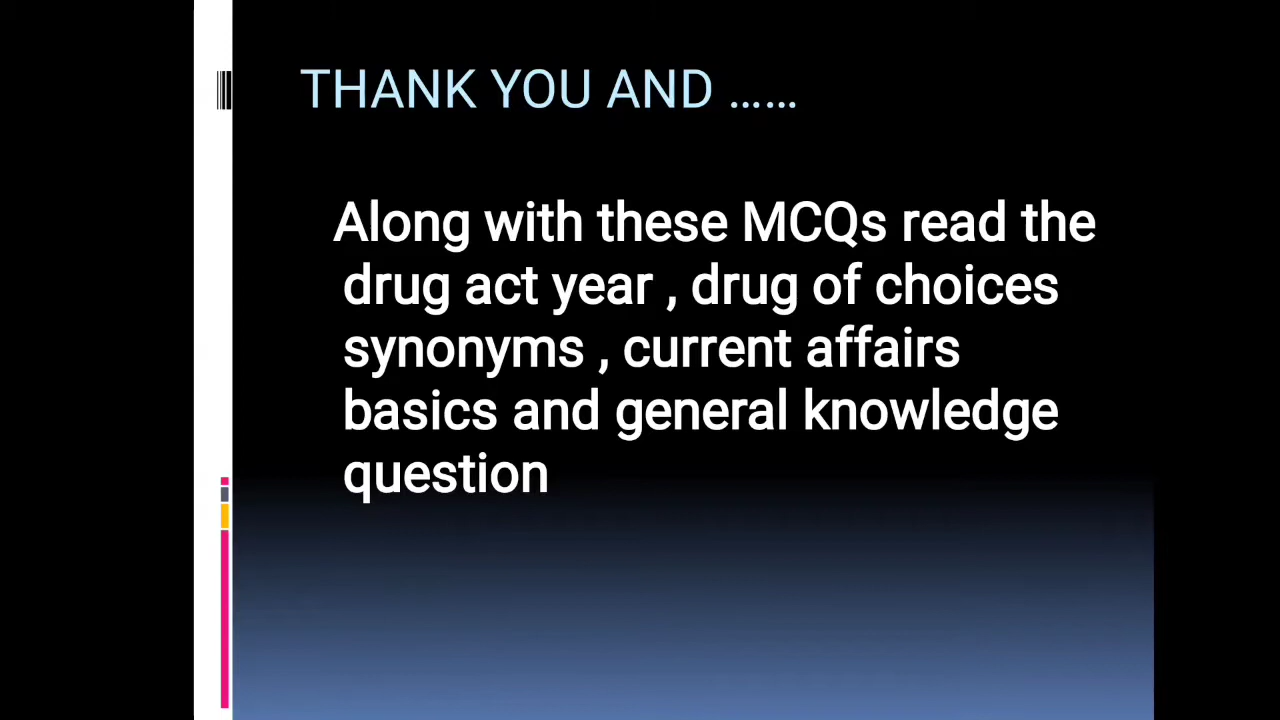 THANK YOU AND ......
Along with these MCQs read the
drug act year , drug of choices
synonyms , current affairs
basics and general knowledge
question